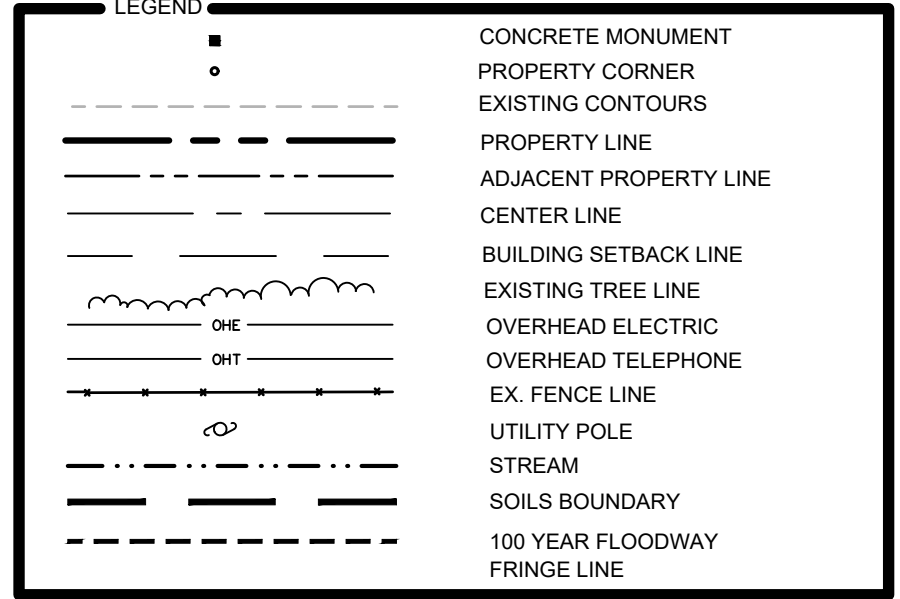 LEGEND
CONCRETE MONUMENT
PROPERTY CORNER
EXISTING CONTOURS
PROPERTY LINE
ADJACENT PROPERTY LINE
CENTER LINE
BUILDING SETBACK LINE
EXISTING TREE LINE
OHE OVERHEAD ELECTRIC
OHT OVERHEAD TELEPHONE
EX. FENCE LINE
UTILITY POLE
STREAM
SOILS BOUNDARY
100 YEAR FLOODWAY
FRINGE LINE